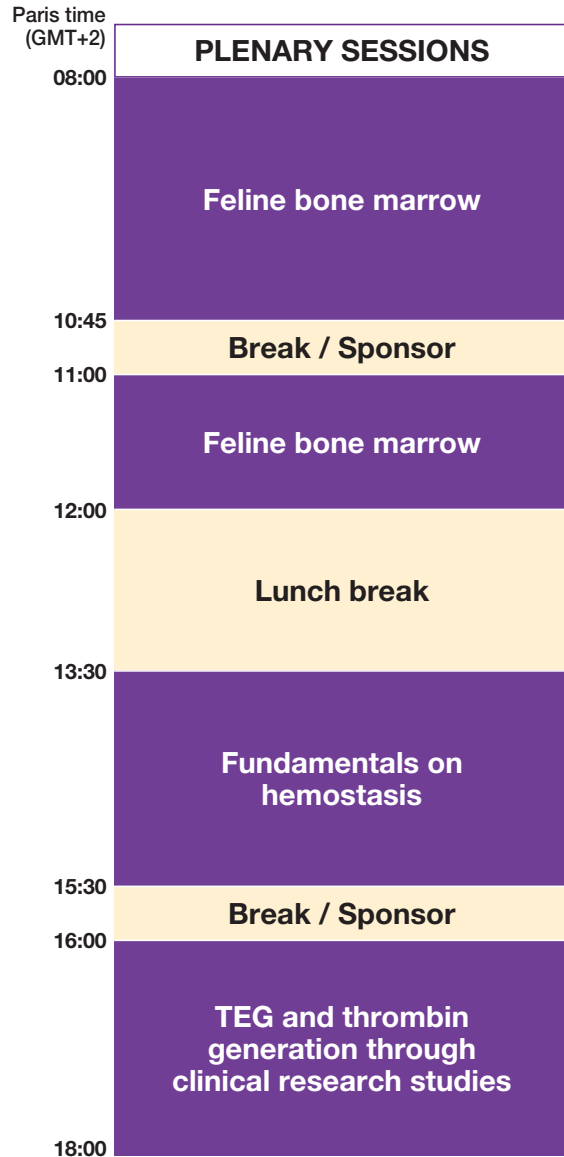 Paris time
(GMT+2)
PLENARY SESSIONS
08:00
Feline bone marrow
10:45
Break / Sponsor
11:00
Feline bone marrow
12:00
Lunch break
13:30
Fundamentals on
hemostasis
15:30
Break / Sponsor
16:00
TEG and thrombin
generation through
clinical research studies
18:00